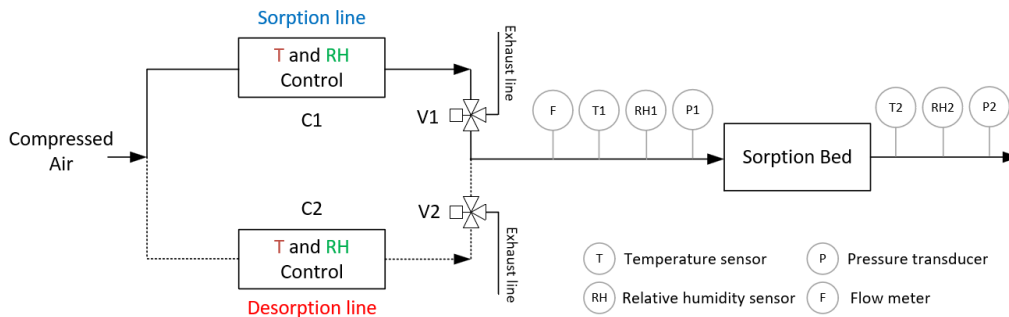 Sorption line
T and RH
Control
C1
Exhaust line
V1
F
T1
RH1
P1
T2
RH2
P2
Compressed
Air
Sorption Bed
C2
V2
T and RH
Control
Exhaust line
Desorption line
T
Temperature sensor
P
Pressure transducer
RH
Relative humidity sensor
F
Flow meter